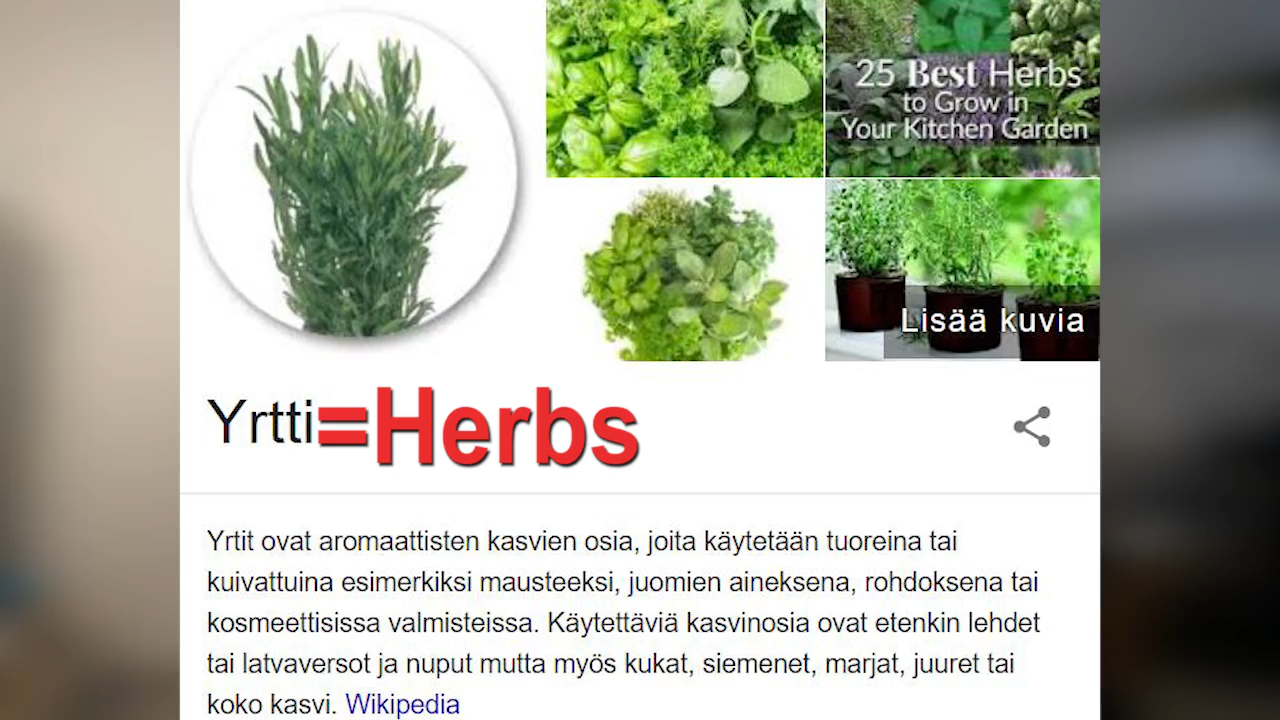 25 Best Herbs
to Grow in
Your Kitchen Garden
Lisää kuvia
Yrtti=Herbs
Yrtit ovat aromaattisten kasvien osia, joita käytetään tuoreina tai
kuivattuina esimerkiksi mausteeksi, juomien aineksena, rohdoksena tai
kosmeettisissa valmisteissa. Käytettäviä kasvinosia ovat etenkin lehdet
tai latvaversot ja nuput mutta myös kukat, siemenet, marjat, juuret tai
koko kasvi. Wikipedia